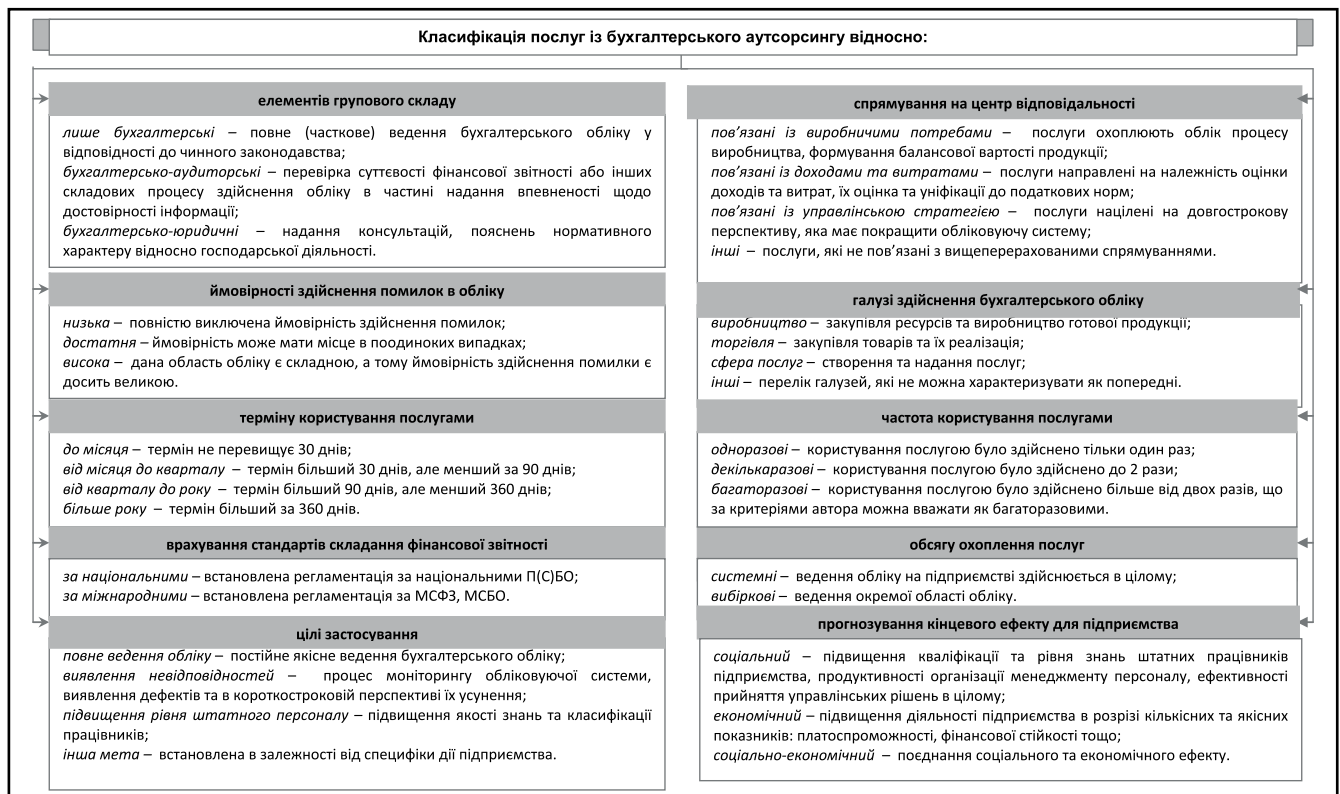 Класифікація послуг із бухгалтерського аутсорсингу відносно:
елементів групового складу
лише бухгалтерські – повне (часткове) ведення бухгалтерського обліку у
відповідності до чинного законодавства;
бухгалтерсько-аудиторські – перевірка суттєвості фінансової звітності або інших
складових процесу здійснення обліку в частині надання впевненості щодо
достовірності інформації;
бухгалтерсько-юридичні – надання консультацій, пояснень нормативного
характеру відносно господарської діяльності.
ймовірності здійснення помилок в обліку
низька – повністю виключена ймовірність здійснення помилок;
достатня – ймовірність може мати місце в поодиноких випадках;
висока – дана область обліку є складною, а тому ймовірність здійснення помилки є
досить великою.
терміну користування послугами
до місяця – термін не перевищує 30 днів;
від місяця до кварталу – термін більший 30 днів, але менший за 90 днів;
від кварталу до року – термін більший 90 днів, але менший 360 днів;
більше року – термін більший за 360 днів.
врахування стандартів складання фінансової звітності
за національними – встановлена регламентація за національними П(С)БО;
за міжнародними – встановлена регламентація за МСФЗ, МСБО.
цілі застосування
повне ведення обліку – постійне якісне ведення бухгалтерського обліку;
виявлення невідповідностей – процес моніторингу обліковуючої системи,
виявлення дефектів та в короткостроковій перспективі їх усунення;
підвищення рівня штатного персоналу – підвищення якості знань та класифікації
працівників;
інша мета – встановлена в залежності від специфіки дії підприємства.
спрямування на центр відповідальності
пов’язані із виробничими потребами – послуги охоплюють облік процесу
виробництва, формування балансової вартості продукції;
пов’язані із доходами та витратами – послуги направлені на належність оцінки
доходів та витрат, їх оцінка та уніфікації до податкових норм;
пов’язані із управлінською стратегією – послуги націлені на довгострокову
перспективу, яка має покращити обліковуючу систему;
інші – послуги, які не пов’язані з вищеперерахованими спрямуваннями.
галузі здійснення бухгалтерського обліку
виробництво – закупівля ресурсів та виробництво готової продукції;
торгівля – закупівля товарів та їх реалізація;
сфера послуг – створення та надання послуг;
інші – перелік галузей, які не можна характеризувати як попередні.
частота користування послугами
одноразові – користування послугою було здійснено тільки один раз;
декількаразові – користування послугою було здійснено до 2 рази;
багаторазові – користування послугою було здійснено більше від двох разів, що
за критеріями автора можна вважати як багаторазовими.
обсягу охоплення послуг
системні – ведення обліку на підприємстві здійснюється в цілому;
вибіркові – ведення окремої області обліку.
прогнозування кінцевого ефекту для підприємства
соціальний – підвищення кваліфікації та рівня знань штатних працівників
підприємства, продуктивності організації менеджменту персоналу, ефективності
прийняття управлінських рішень в цілому;
економічний – підвищення діяльності підприємства в розрізі кількісних та якісних
показників: платоспроможності, фінансової стійкості тощо;
соціально-економічний – поєднання соціального та економічного ефекту.